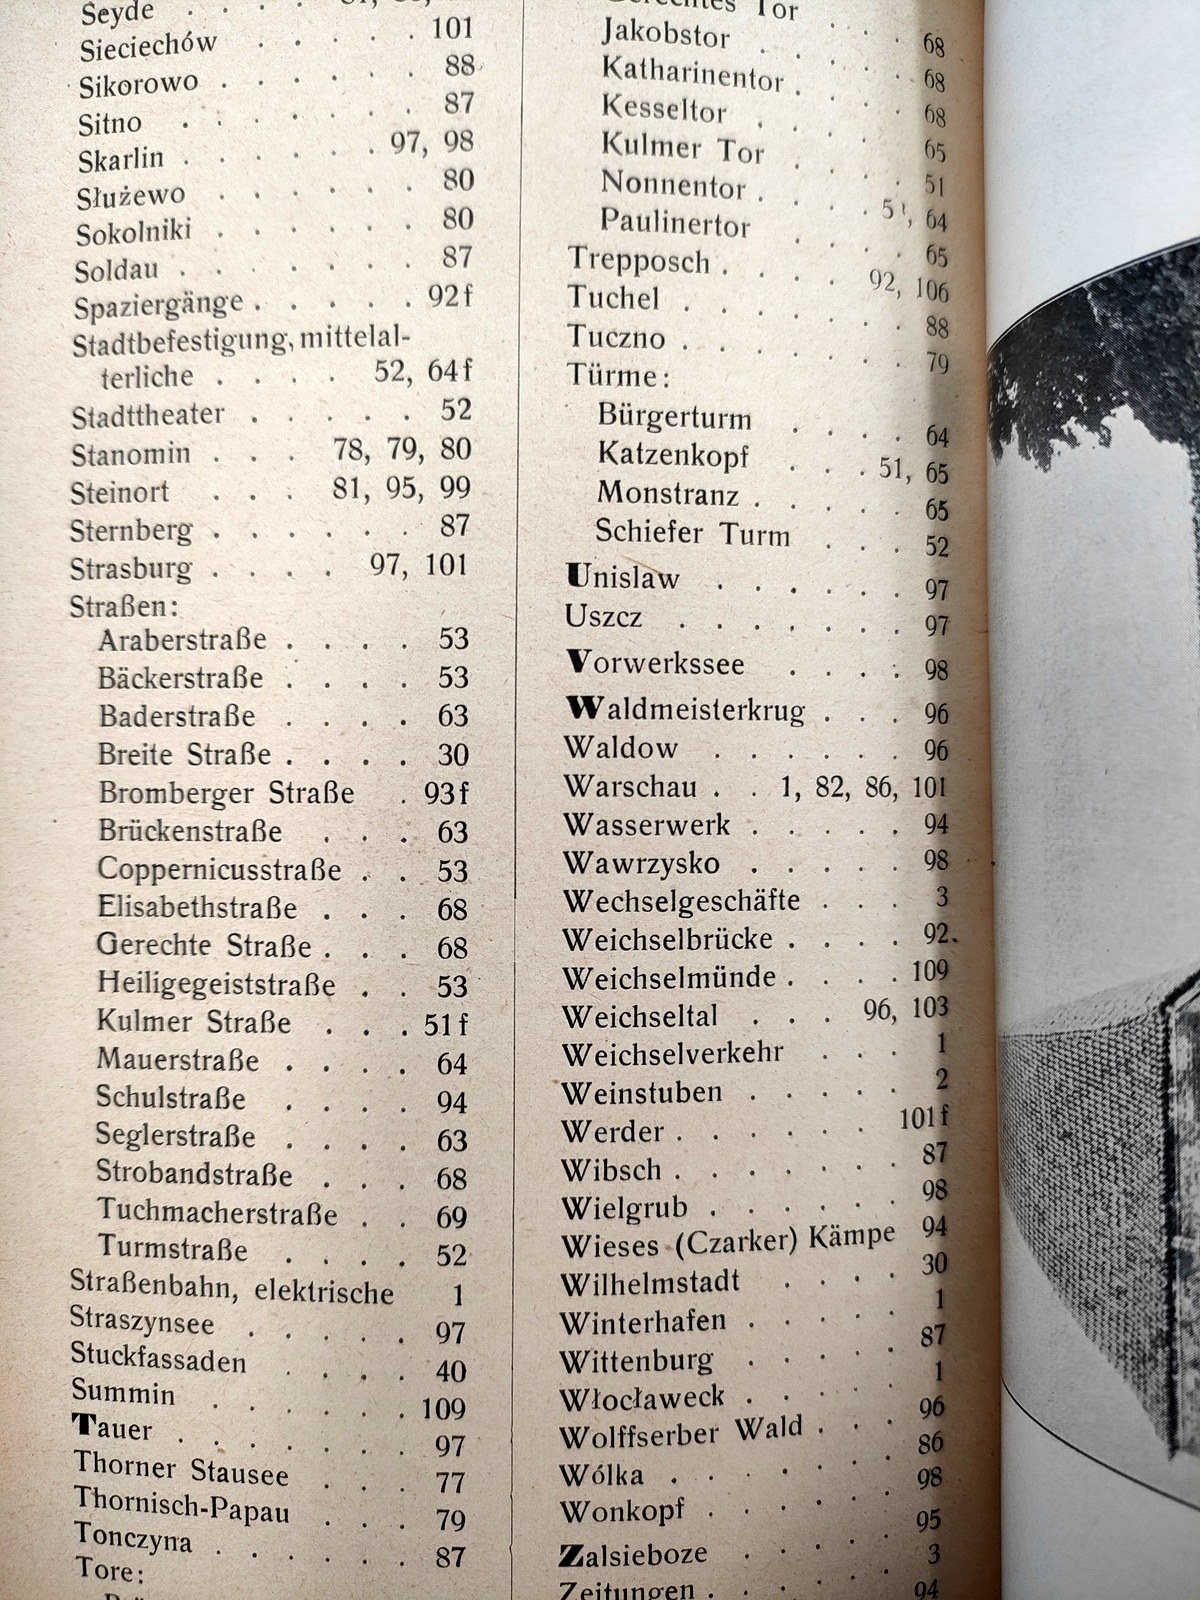 Seyde . . . .
Sieciechów . . . . . 101
Sikorowo . . . . . . 88
Sitno . . . . . . . 87
Skarlin . . . . . . 97, 98
Służewo . . . . . . 80
Sokolniki . . . . . . 80
Soldau . . . . . . . 87
Spaziergänge . . . . . 92f
Stadtbefestigung, mittelal-
terliche . . . . 52, 64f
Stadttheater . . . . . 52
Stanomin . . . 78, 79, 80
Steinort . . . 81, 95, 99
Sternberg . . . . . . 87
Strasburg . . . . 97, 101
Straßen:
Araberstraße . . . . 53
Bäckerstraße . . . . 53
Baderstraße . . . . 63
Breite Straße . . . . 30
Bromberger Straße . 93f
Brückenstraße . . . 63
Coppernicusstraße . . 53
Elisabethstraße . . . 68
Gerechte Straße . . . 68
Heiligegeiststraße . . 53
Kulmer Straße . . . 51f
Mauerstraße . . . . 64
Schulstraße . . . . 94
Seglerstraße . . . . 63
Strobandstraße . . . 68
Tuchmacherstraße . . 69
Turmstraße . . . . 52
Straßenbahn, elektrische 1
Straszynsee . . . . . 97
Stuckfassaden . . . . 40
Summin . . . . . . 109
Tauer . . . . . . . 97
Thorner Stausee . . . 77
Thornisch-Papau . . . 79
Tonczyna . . . . . . 87
Tore:
Gerechtes Tor . . . 68
Jakobstor . . . . 68
Katharinentor . . . . 68
Kesseltor . . . . 65
Kulmer Tor . . . 51
Nonnentor . . . . 51, 64
Paulinertor . . . . 65
Trepposch . . . . 92, 106
Tuchel . . . . . . 88
Tuczno . . . . . . 79
Türme:
Bürgerturm . . . . 64
Katzenkopf . . . 51, 65
Monstranz . . . . . 65
Schiefer Turm . . . 52
Unislaw . . . . . . 97
Uszcz . . . . . . . 97
Vorwerkssee . . . . 98
Waldmeisterkrug . . . 96
Waldow . . . . . . 96
Warschau . . 1, 82, 86, 101
Wasserwerk . . . . . 94
Wawrzysko . . . . . 98
Wechselgeschäfte . . . 3
Weichselbrücke . . . . 92
Weichselmünde . . . . 109
Weichseltal . . . 96, 103
Weichselverkehr . . . 1
Weinstuben . . . . . 2
Werder . . . . . . 101f
Wibsch . . . . . . . 87
Wielgrub . . . . . . 98
Wieses (Czarker) Kämpe 94
Wilhelmstadt . . . . 30
Winterhafen . . . . . 1
Wittenburg . . . . . 87
Włocławeck . . . . . 1
Wolffserber Wald . . . 96
Wólka . . . . . . 86
Wonkopf . . . . . 98
Zalsieboze . . . . 95
Zeitungen . . . . 3
94